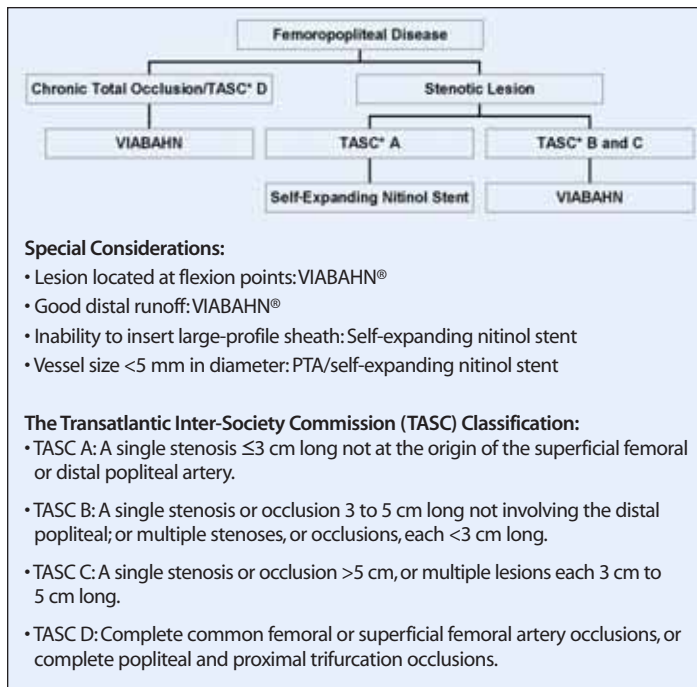 Femoropopliteal Disease
Chronic Total Occlusion/TASC* D
Stenotic Lesion
VIABAHN
TASC* A
TASC* B and C
Self-Expanding Nitinol Stent
VIABAHN
Special Considerations:
• Lesion located at flexion points: VIABAHN®
• Good distal runoff: VIABAHN®
• Inability to insert large-profile sheath: Self-expanding nitinol stent
• Vessel size <5 mm in diameter: PTA/self-expanding nitinol stent
The Transatlantic Inter-Society Commission (TASC) Classification:
• TASC A: A single stenosis ≤3 cm long not at the origin of the superficial femoral
or distal popliteal artery.
• TASC B: A single stenosis or occlusion 3 to 5 cm long not involving the distal
popliteal; or multiple stenoses, or occlusions, each <3 cm long.
• TASC C: A single stenosis or occlusion >5 cm, or multiple lesions each 3 cm to
5 cm long.
• TASC D: Complete common femoral or superficial femoral artery occlusions, or
complete popliteal and proximal trifurcation occlusions.